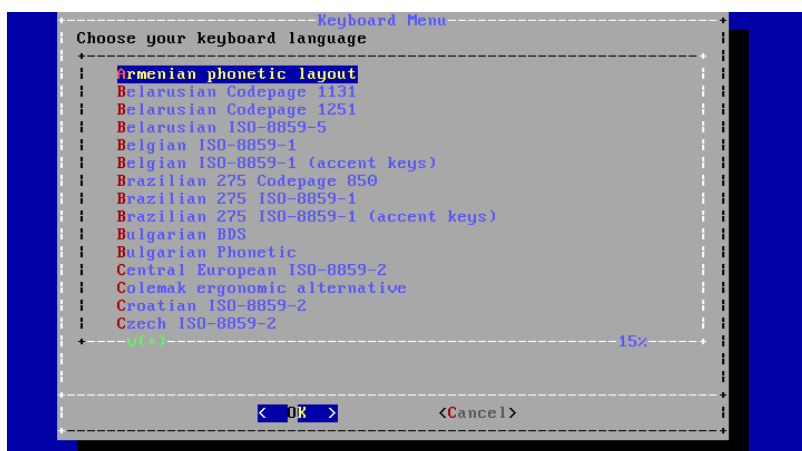 Keyboard Menu
Choose your keyboard language
Armenian phonetic layout
Belarusian Codepage 1131
Belarusian Codepage 1251
Belarusian ISO-8859-5
Belgian ISO-8859-1
Belgian ISO-8859-1 (accent keys)
Brazilian 275 Codepage 850
Brazilian 275 ISO-8859-1
Brazilian 275 ISO-8859-1 (accent keys)
Bulgarian BDS
Bulgarian Phonetic
Central European ISO-8859-2
Colemak ergonomic alternative
Croatian ISO-8859-2
Czech ISO-8859-2
v(+) 15%
< OK > <Cancel>